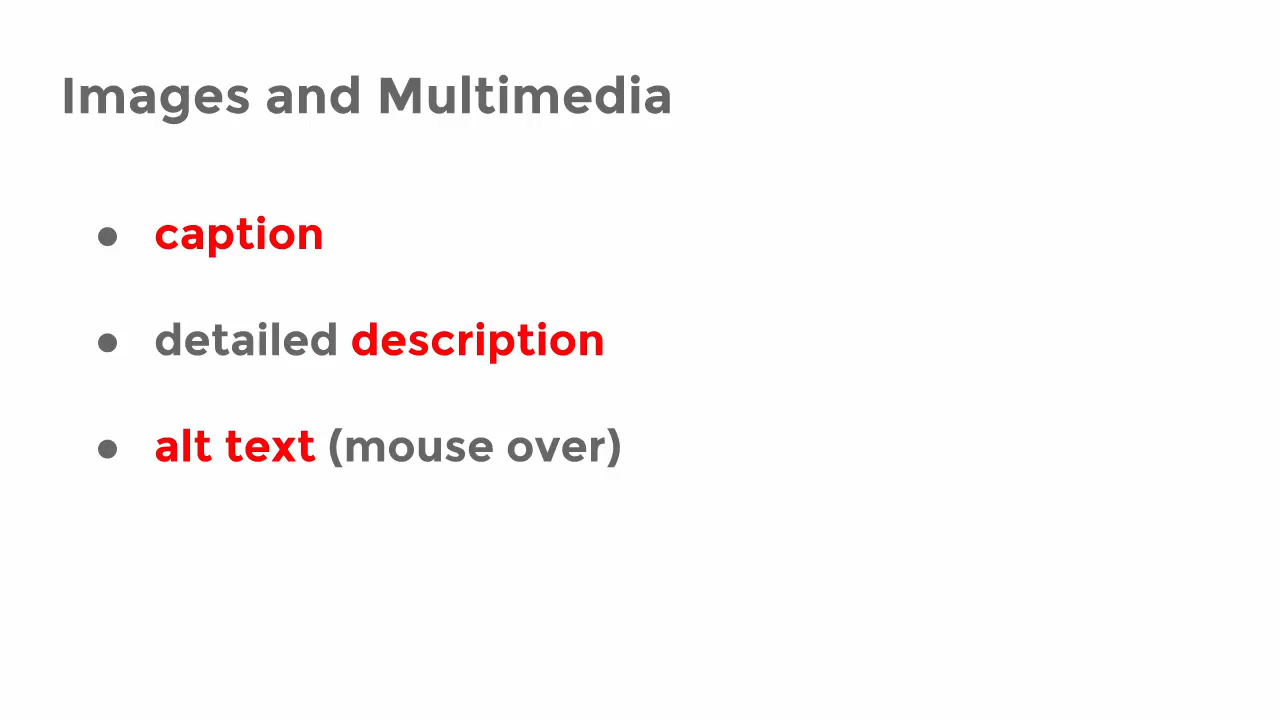 Images and Multimedia
● caption
● detailed description
● alt text (mouse over)